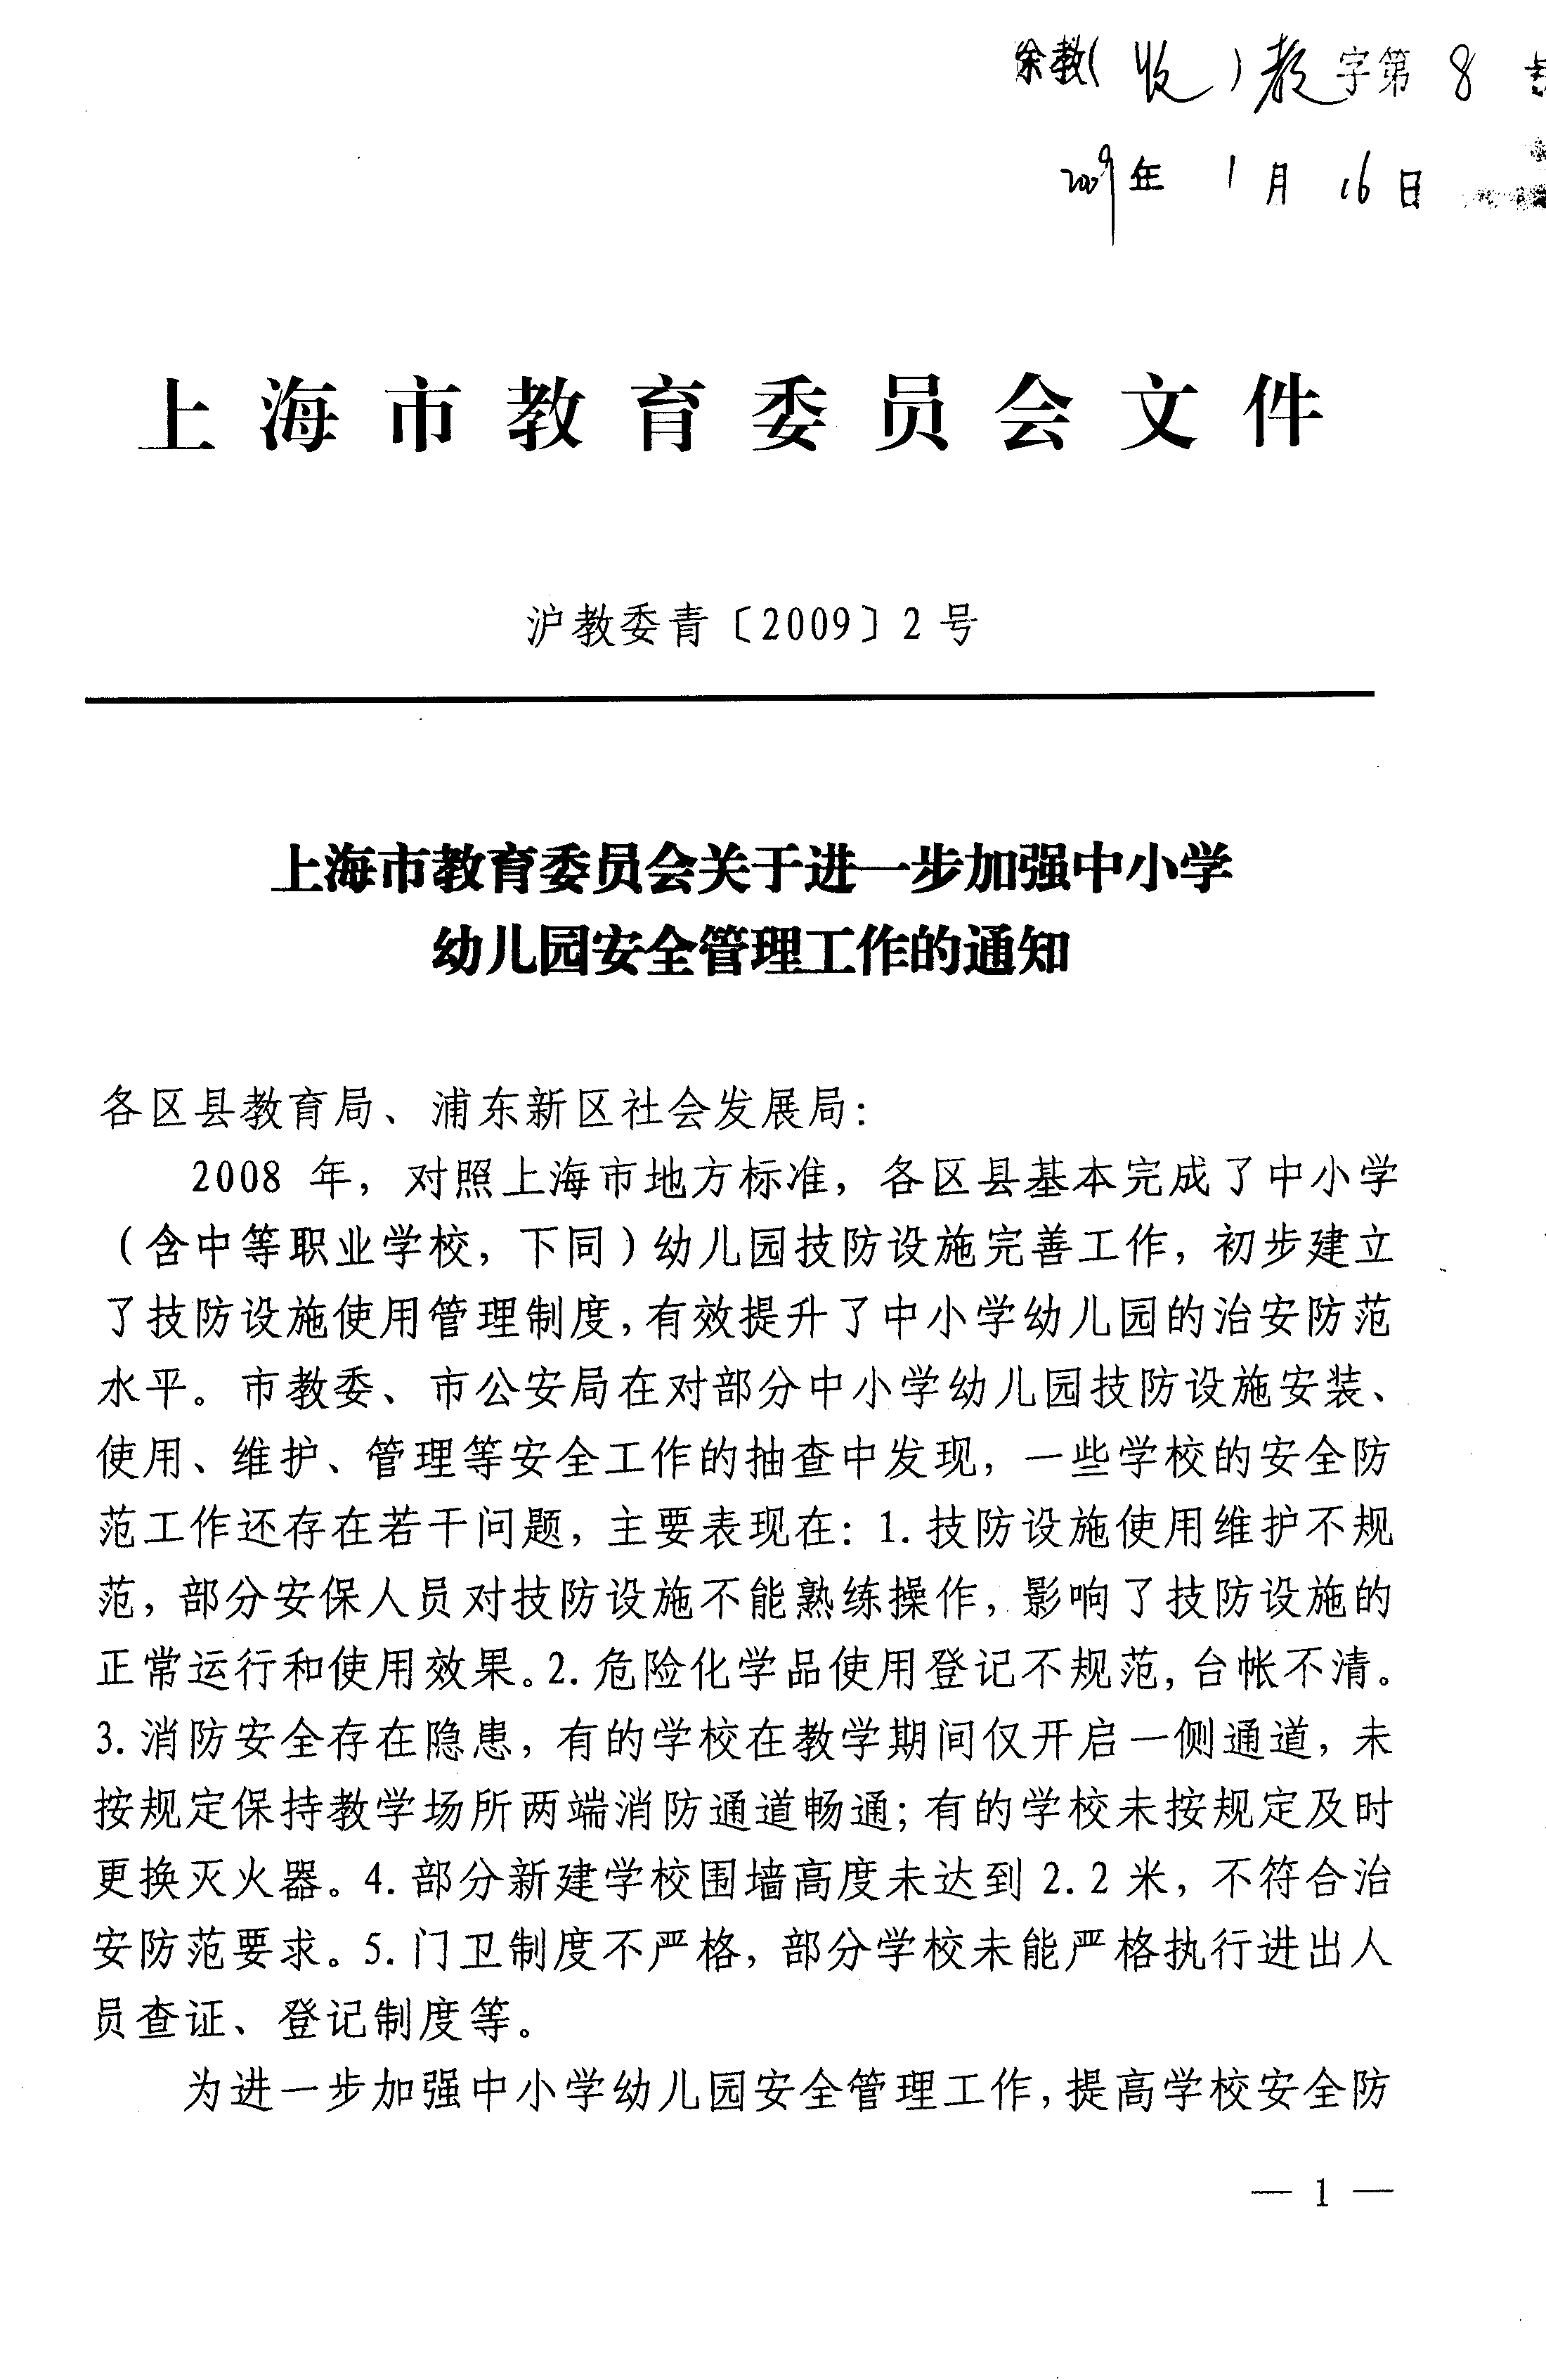 徐教(收)教字第 8 号
2009年 1月 16日
上海市教育委员会文件
沪教委青〔2009〕2号
上海市教育委员会关于进一步加强中小学
幼儿园安全管理工作的通知
各区县教育局、浦东新区社会发展局：
2008 年，对照上海市地方标准，各区县基本完成了中小学
（含中等职业学校，下同）幼儿园技防设施完善工作，初步建立
了技防设施使用管理制度，有效提升了中小学幼儿园的治安防范
水平。市教委、市公安局在对部分中小学幼儿园技防设施安装、
使用、维护、管理等安全工作的抽查中发现，一些学校的安全防
范工作还存在若干问题，主要表现在：1.技防设施使用维护不规
范，部分安保人员对技防设施不能熟练操作，影响了技防设施的
正常运行和使用效果。2.危险化学品使用登记不规范，台帐不清。
3.消防安全存在隐患，有的学校在教学期间仅开启一侧通道，未
按规定保持教学场所两端消防通道畅通；有的学校未按规定及时
更换灭火器。4.部分新建学校围墙高度未达到2.2米，不符合治
安防范要求。5.门卫制度不严格，部分学校未能严格执行进出人
员查证、登记制度等。
为进一步加强中小学幼儿园安全管理工作，提高学校安全防
— 1 —